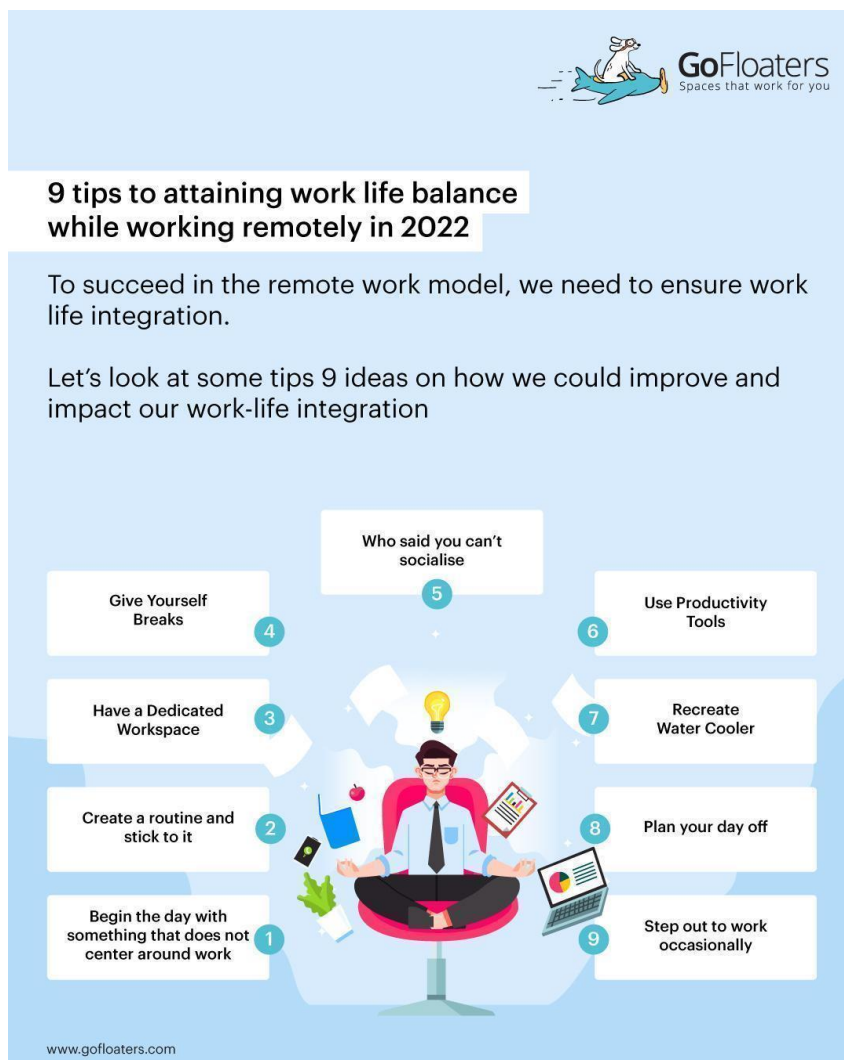 GoFloaters
Spaces that work for you
9 tips to attaining work life balance
while working remotely in 2022
To succeed in the remote work model, we need to ensure work
life integration.
Let's look at some tips 9 ideas on how we could improve and
impact our work-life integration
Who said you can't
socialise
5
Give Yourself
Breaks
4
Use Productivity
Tools
6
Have a Dedicated
Workspace
3
Recreate
Water Cooler
7
Create a routine and
stick to it
2
Plan your day off
8
Begin the day with
something that does not
center around work
1
Step out to work
occasionally
9
www.gofloaters.com